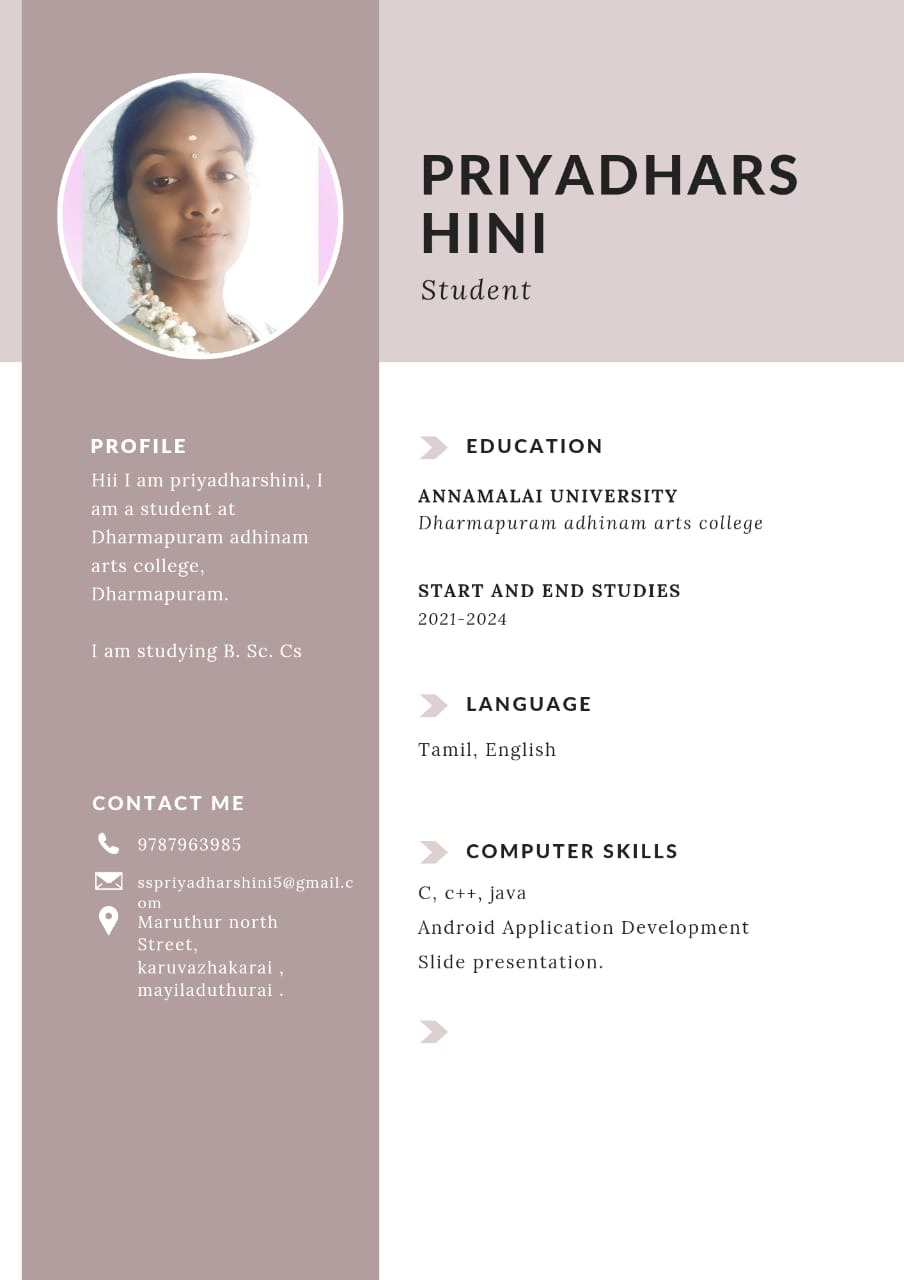 PRIYADHARS
HINI
Student
PROFILE
Hii I am priyadharshini, I
am a student at
Dharmapuram adhinam
arts college,
Dharmapuram.
I am studying B. Sc. Cs
CONTACT ME
9787963985
sspriyadharshini5@gmail.c
om
Maruthur north
Street,
karuvazhakarai ,
mayiladuthurai .
EDUCATION
ANNAMALAI UNIVERSITY
Dharmapuram adhinam arts college
START AND END STUDIES
2021-2024
LANGUAGE
Tamil, English
COMPUTER SKILLS
C, c++, java
Android Application Development
Slide presentation.